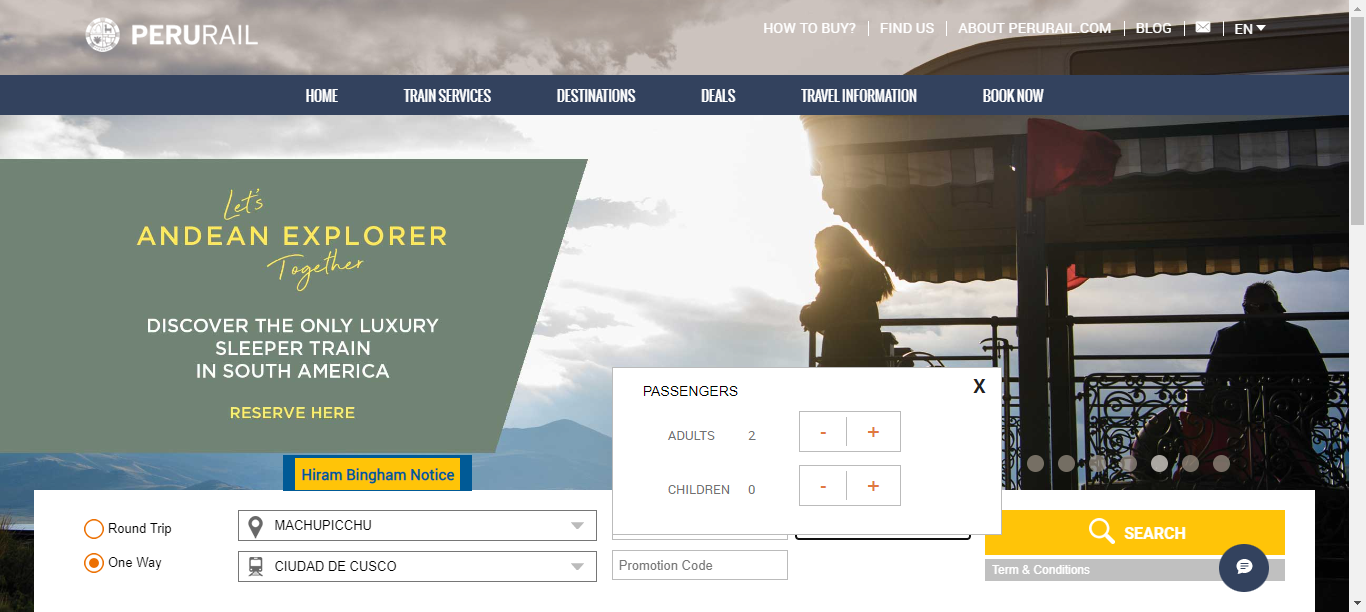 PERURAIL
HOW TO BUY?
FIND US
ABOUT PERURAIL.COM
BLOG
EN
HOME
TRAIN SERVICES
DESTINATIONS
DEALS
TRAVEL INFORMATION
BOOK NOW
Let's
ANDEAN EXPLORER
Together
DISCOVER THE ONLY LUXURY
SLEEPER TRAIN
IN SOUTH AMERICA
RESERVE HERE
Hiram Bingham Notice
PASSENGERS
X
ADULTS 2 - +
CHILDREN 0 - +
Round Trip
One Way
MACHUPICCHU
CIUDAD DE CUSCO
Promotion Code
SEARCH
Term & Conditions